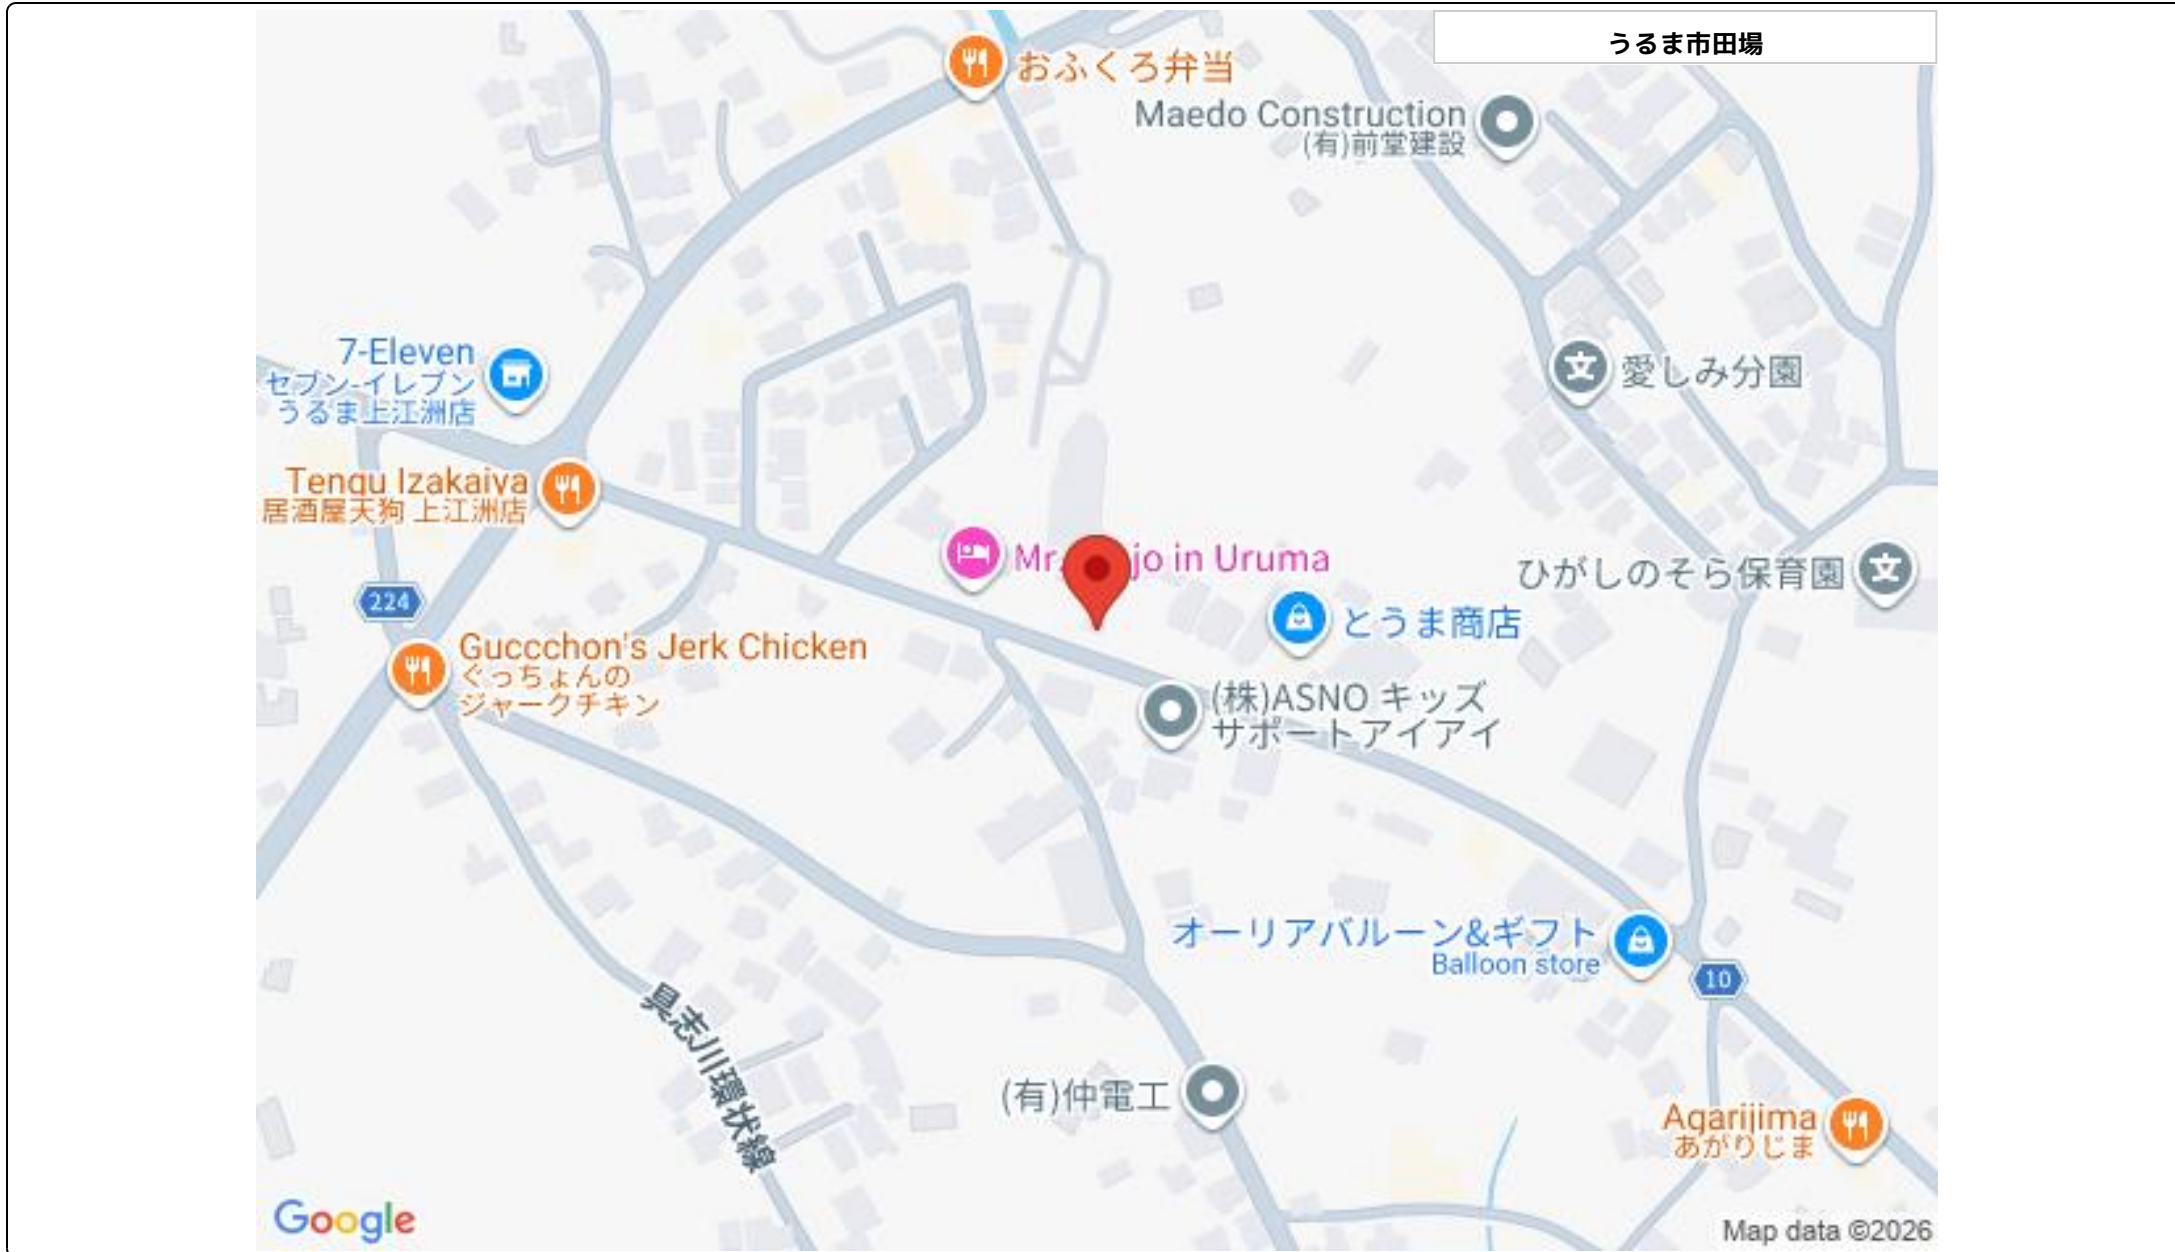 うるま市田場
おふくろ弁当
Maedo Construction
(有)前堂建設
7-Eleven
セブン-イレブン
うるま上江洲店
愛しみ分園
Tengu Izakaiya
居酒屋天狗 上江洲店
Mr. jo in Uruma
ひがしのそら保育園
224
とうま商店
Guccchon's Jerk Chicken
ぐっちょんの
ジャークチキン
(株)ASNO キッズ
サポートアイアイ
オーリアバルーン&ギフト
Balloon store
10
具志川環状線
(有)仲電工
Agarijima
あがりじま
Google
Map data ©2026